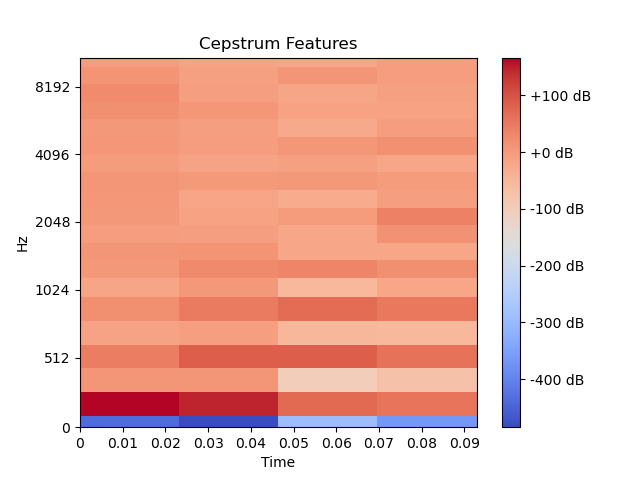 Cepstrum Features
8192
4096
2048
1024
512
0
Hz
0 0.01 0.02 0.03 0.04 0.05 0.06 0.07 0.08 0.09
Time
+100 dB
+0 dB
-100 dB
-200 dB
-300 dB
-400 dB